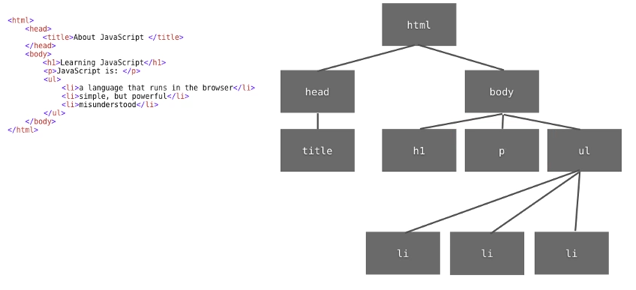 <html>
<head>
<title>About JavaScript </title>
</head>
<body>
<h1>Learning JavaScript</h1>
<p>JavaScript is: </p>
<ul>
<li>a language that runs in the browser</li>
<li>simple, but powerful</li>
<li>misunderstood</li>
</ul>
</body>
</html>
html
head body
title h1 p ul
li li li